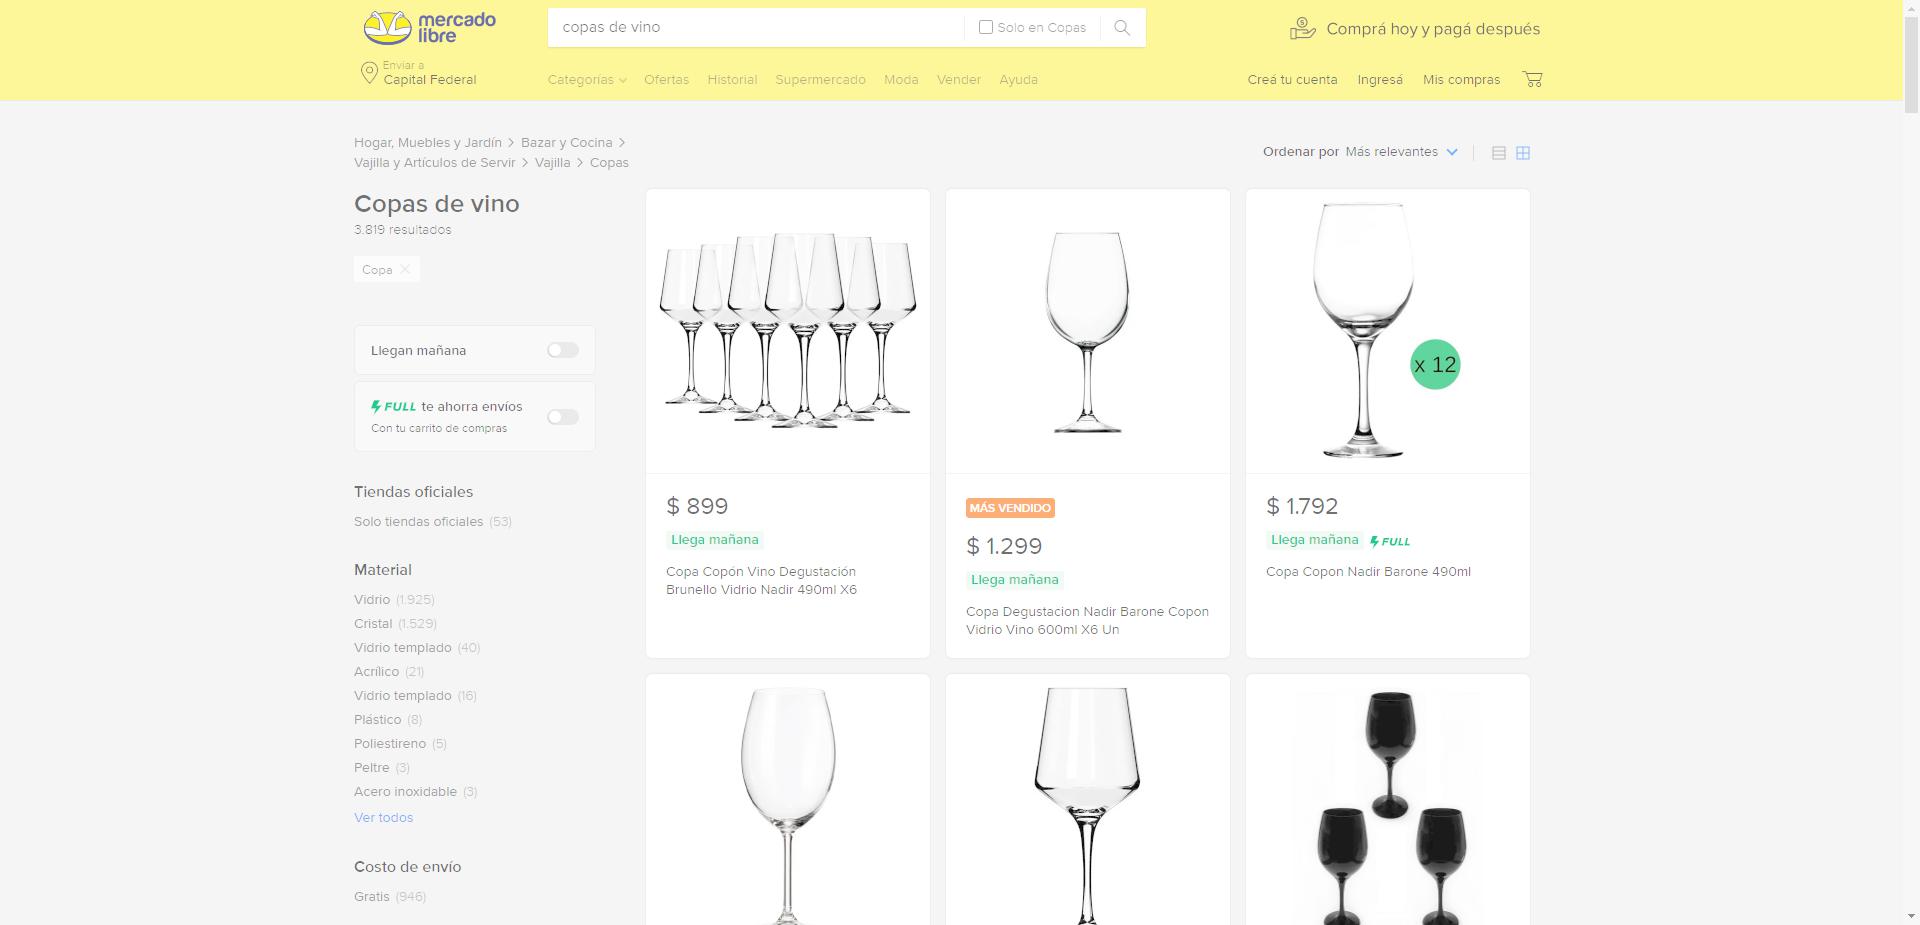 mercado
libre
copas de vino
Solo en Copas
Comprá hoy y pagá después
Enviar a
Capital Federal
Categorías
Ofertas
Historial
Supermercado
Moda
Vender
Ayuda
Creá tu cuenta
Ingresá
Mis compras
Hogar, Muebles y Jardín > Bazar y Cocina >
Vajilla y Artículos de Servir > Vajilla > Copas
Ordenar por Más relevantes
Copas de vino
3.819 resultados
Copa
Llegan mañana
FULL te ahorra envíos
Con tu carrito de compras
Tiendas oficiales
Solo tiendas oficiales (53)
Material
Vidrio (1.925)
Cristal (1.529)
Vidrio templado (40)
Acrílico (21)
Vidrio templado (16)
Plástico (8)
Poliestireno (5)
Peltre (3)
Acero inoxidable (3)
Ver todos
Costo de envío
Gratis (946)
$ 899
Llega mañana
Copa Copón Vino Degustación
Brunello Vidrio Nadir 490ml X6
MÁS VENDIDO
$ 1.299
Llega mañana
Copa Degustacion Nadir Barone Copon
Vidrio Vino 600ml X6 Un
x 12
$ 1.792
Llega mañana FULL
Copa Copon Nadir Barone 490ml